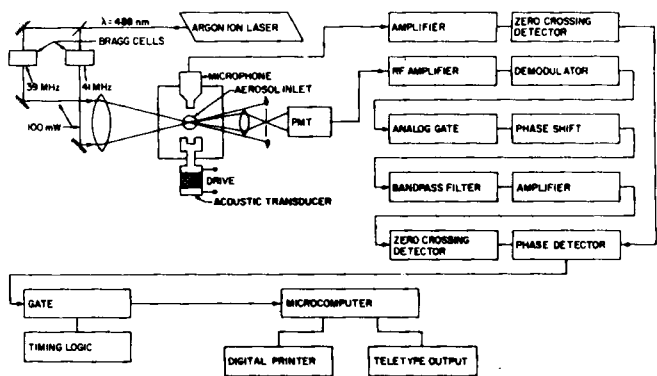 λ = 488 nm
ARGON ION LASER
BRAGG CELLS
39 MHz
41 MHz
100 mW
MICROPHONE
AEROSOL INLET
PMT
DRIVE
ACOUSTIC TRANSDUCER
AMPLIFIER
ZERO CROSSING
DETECTOR
RF AMPLIFIER
DEMODULATOR
ANALOG GATE
PHASE SHIFT
BANDPASS FILTER
AMPLIFIER
ZERO CROSSING
DETECTOR
PHASE DETECTOR
GATE
MICROCOMPUTER
TIMING LOGIC
DIGITAL PRINTER
TELETYPE OUTPUT